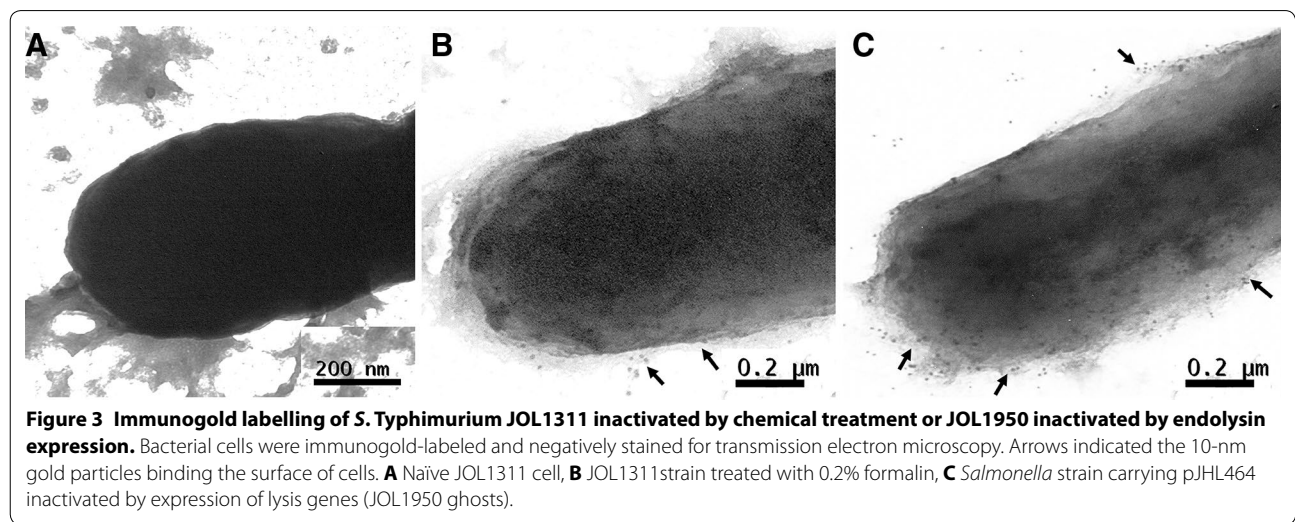 A
B
C
200 nm
0.2 µm
0.2 µm
Figure 3 Immunogold labelling of S. Typhimurium JOL1311 inactivated by chemical treatment or JOL1950 inactivated by endolysin
expression. Bacterial cells were immunogold-labeled and negatively stained for transmission electron microscopy. Arrows indicated the 10-nm
gold particles binding the surface of cells. A Naïve JOL1311 cell, B JOL1311strain treated with 0.2% formalin, C Salmonella strain carrying pJHL464
inactivated by expression of lysis genes (JOL1950 ghosts).